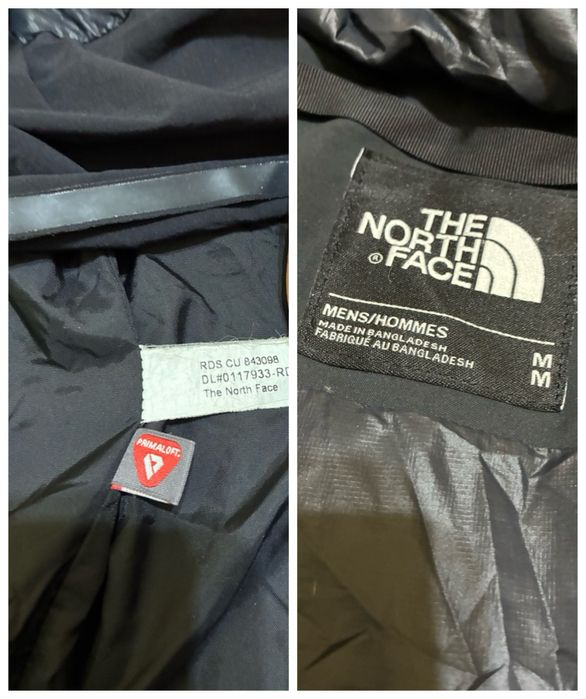 RDS CU 843098
DL#0117933-RD
The North Face
PRIMALOFT.
THE
NORTH
FACE
®
MENS/HOMMES
MADE IN BANGLADESH
FABRIQUÉ AU BANGLADESH
M
M